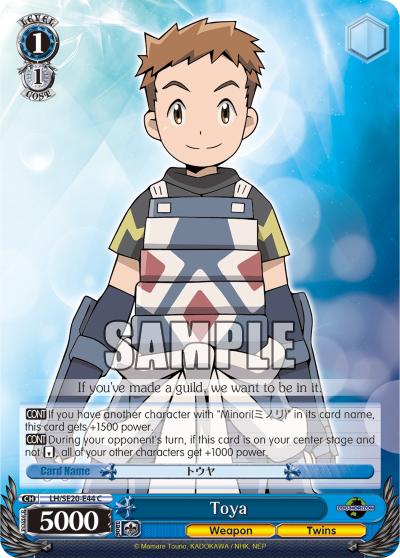 LEVEL
1
1
COST
SAMPLE
If you've made a guild, we want to be in it.
CONT If you have another character with "Minori(ミノリ)" in its card name,
this card gets +1500 power.
CONT During your opponent's turn, if this card is on your center stage
and not [ ], all of your other characters get +1000 power.
Card Name トウヤ
CH LH/SE20-E44 C
Toya
POWER 5000 SOUL
Weapon Twins
© Mamare Touno, KADOKAWA / NHK, NEP